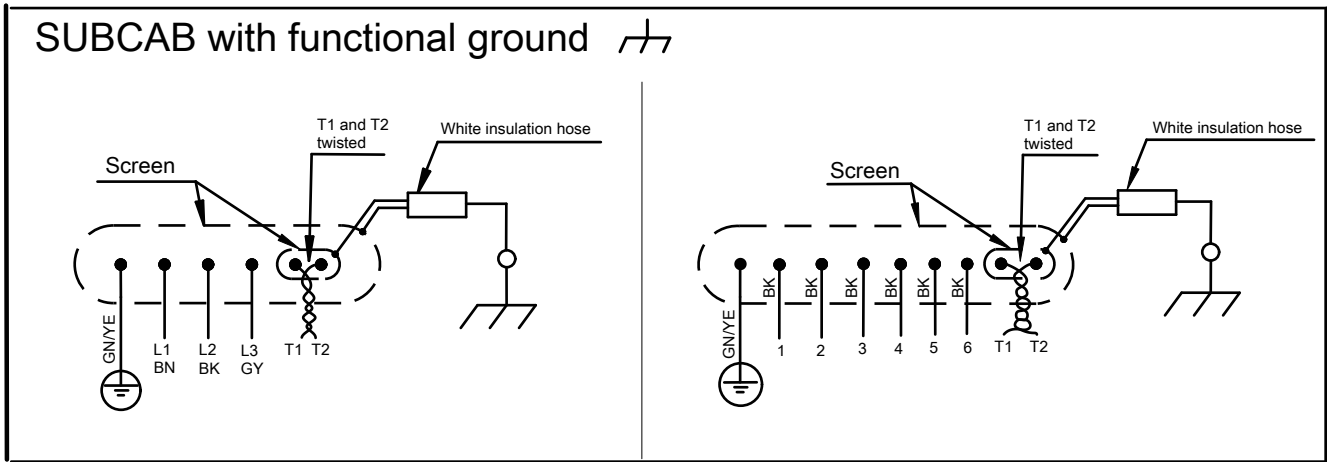 SUBCAB with functional ground
T1 and T2
twisted
White insulation hose
Screen
GN/YE
L1
BN
L2
BK
L3
GY
T1 T2
T1 and T2
twisted
White insulation hose
Screen
GN/YE
BK
BK
BK
BK
BK
BK
1
2
3
4
5
6
T1
T2